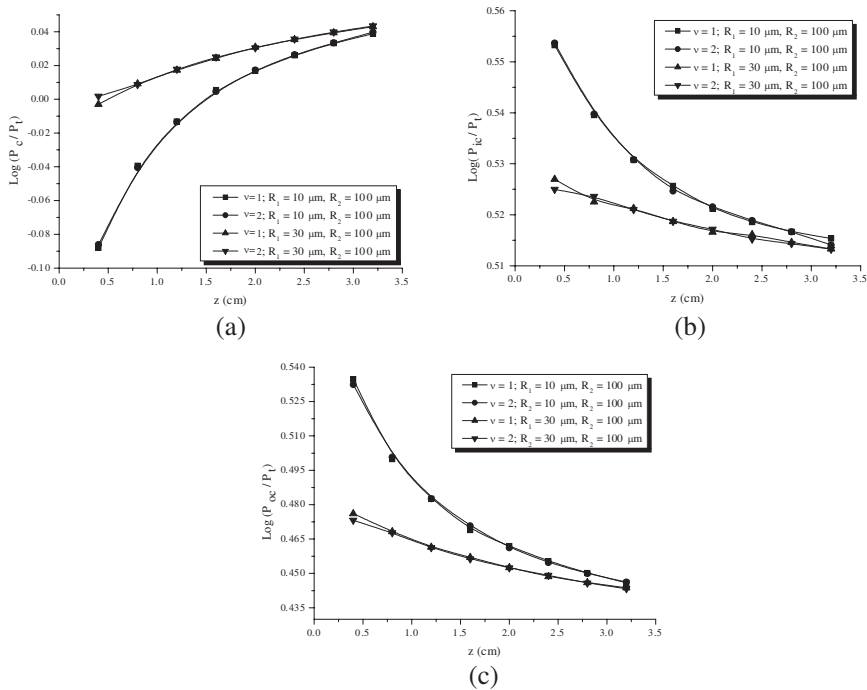 0.04
0.02
0.00
-0.02
-0.04
-0.06
-0.08
-0.10
Log (P_c / P_t)
ν=1; R_1 = 10 μm, R_2 = 100 μm
ν=2; R_1 = 10 μm, R_2 = 100 μm
ν=1; R_1 = 30 μm, R_2 = 100 μm
ν=2; R_1 = 30 μm, R_2 = 100 μm
0.0 0.5 1.0 1.5 2.0 2.5 3.0 3.5
z (cm)
(a)
0.56
0.55
0.54
0.53
0.52
0.51
Log(P_ic / P_t)
ν = 1; R_1 = 10 μm, R_2 = 100 μm
ν = 2; R_1 = 10 μm, R_2 = 100 μm
ν = 1; R_1 = 30 μm, R_2 = 100 μm
ν = 2; R_1 = 30 μm, R_2 = 100 μm
0.0 0.5 1.0 1.5 2.0 2.5 3.0 3.5
z (cm)
(b)
0.540
0.525
0.510
0.495
0.480
0.465
0.450
0.435
Log (P_oc / P_t)
ν = 1; R_1 = 10 μm, R_2 = 100 μm
ν = 2; R_2 = 10 μm, R_2 = 100 μm
ν = 1; R_1 = 30 μm, R_2 = 100 μm
ν = 2; R_2 = 30 μm, R_2 = 100 μm
0.0 0.5 1.0 1.5 2.0 2.5 3.0 3.5
z (cm)
(c)